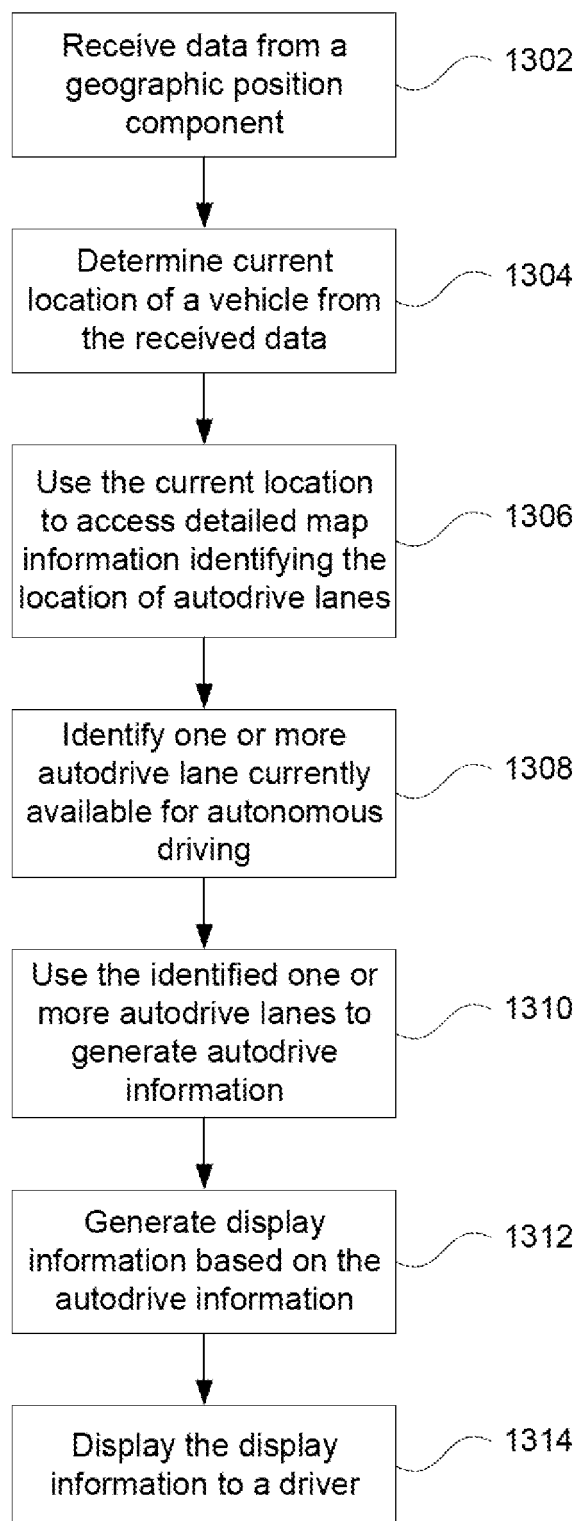 Receive data from a
geographic position
component
1302
Determine current
location of a vehicle from
the received data
1304
Use the current location
to access detailed map
information identifying the
location of autodrive lanes
1306
Identify one or more
autodrive lane currently
available for autonomous
driving
1308
Use the identified one or
more autodrive lanes to
generate autodrive
information
1310
Generate display
information based on the
autodrive information
1312
Display the display
information to a driver
1314